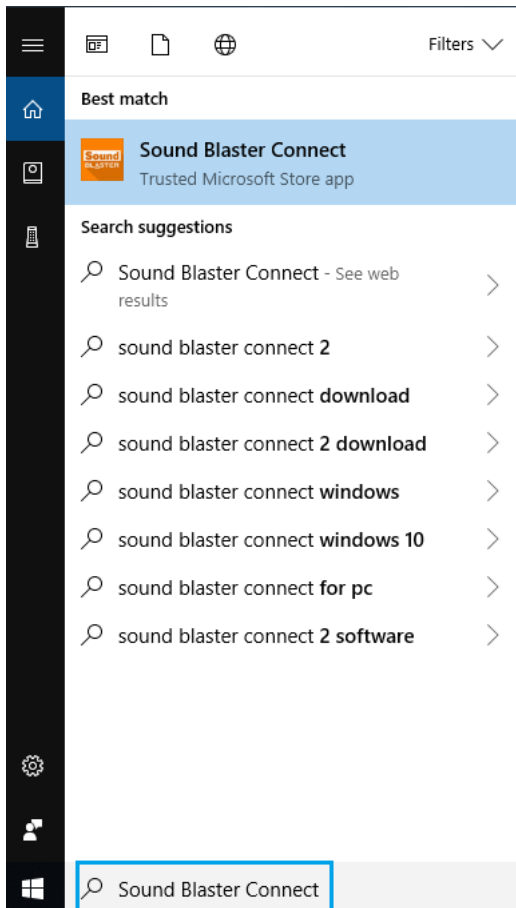 Filters
Best match
Sound
BLASTER
Sound Blaster Connect
Trusted Microsoft Store app
Search suggestions
Sound Blaster Connect - See web
results
sound blaster connect 2
sound blaster connect download
sound blaster connect 2 download
sound blaster connect windows
sound blaster connect windows 10
sound blaster connect for pc
sound blaster connect 2 software
Sound Blaster Connect